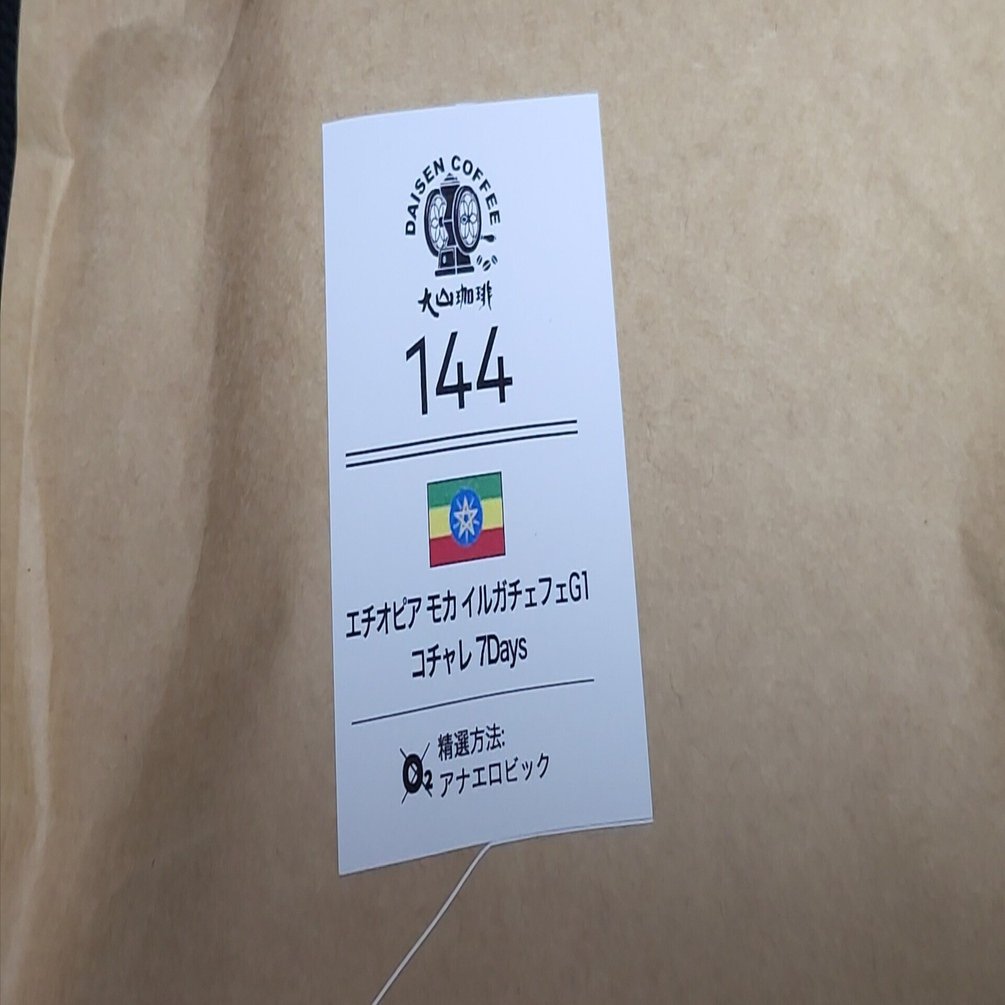 DAISEN COFFEE
大山珈琲
144
エチオピア モカ イルガチェフェG1
コチャレ 7Days
精選方法:
O2 アナエロビック